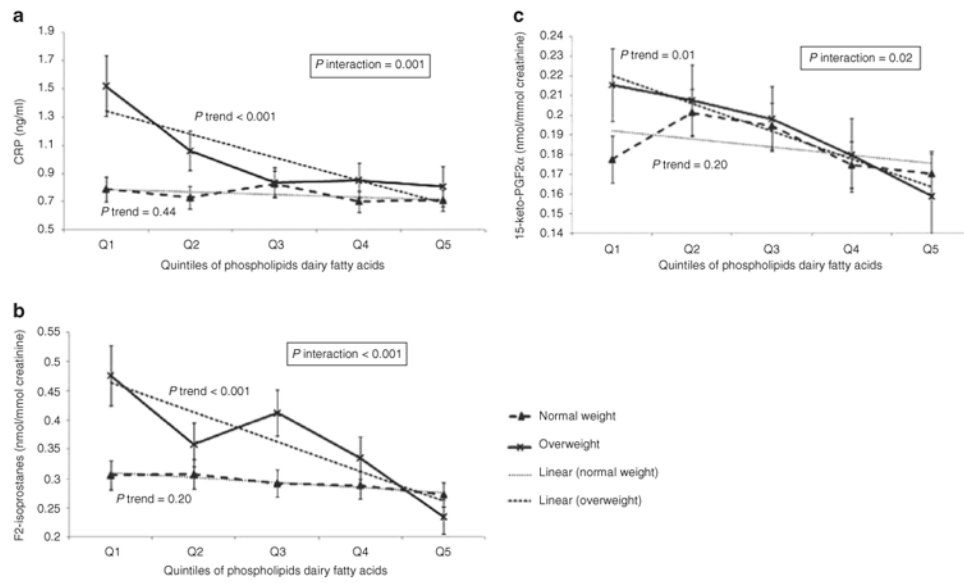 a
1.9
1.7
1.5
1.3
1.1
0.9
0.7
0.5
CRP (ng/ml)
P interaction = 0.001
P trend < 0.001
P trend = 0.44
Q1 Q2 Q3 Q4 Q5
Quintiles of phospholipids dairy fatty acids
c
0.24
0.23
0.22
0.21
0.20
0.19
0.18
0.17
0.16
0.14
15-keto-PGF2α (nmol/mmol creatinine)
P trend = 0.01
P interaction = 0.02
P trend = 0.20
Q1 Q2 Q3 Q4 Q5
Quintiles of phospholipids dairy fatty acids
b
0.55
0.5
0.45
0.4
0.35
0.3
0.25
0.2
F2-isoprostanes (nmol/mmol creatinine)
P interaction < 0.001
P trend < 0.001
P trend = 0.20
Q1 Q2 Q3 Q4 Q5
Quintiles of phospholipids dairy fatty acids
Normal weight
Overweight
Linear (normal weight)
Linear (overweight)